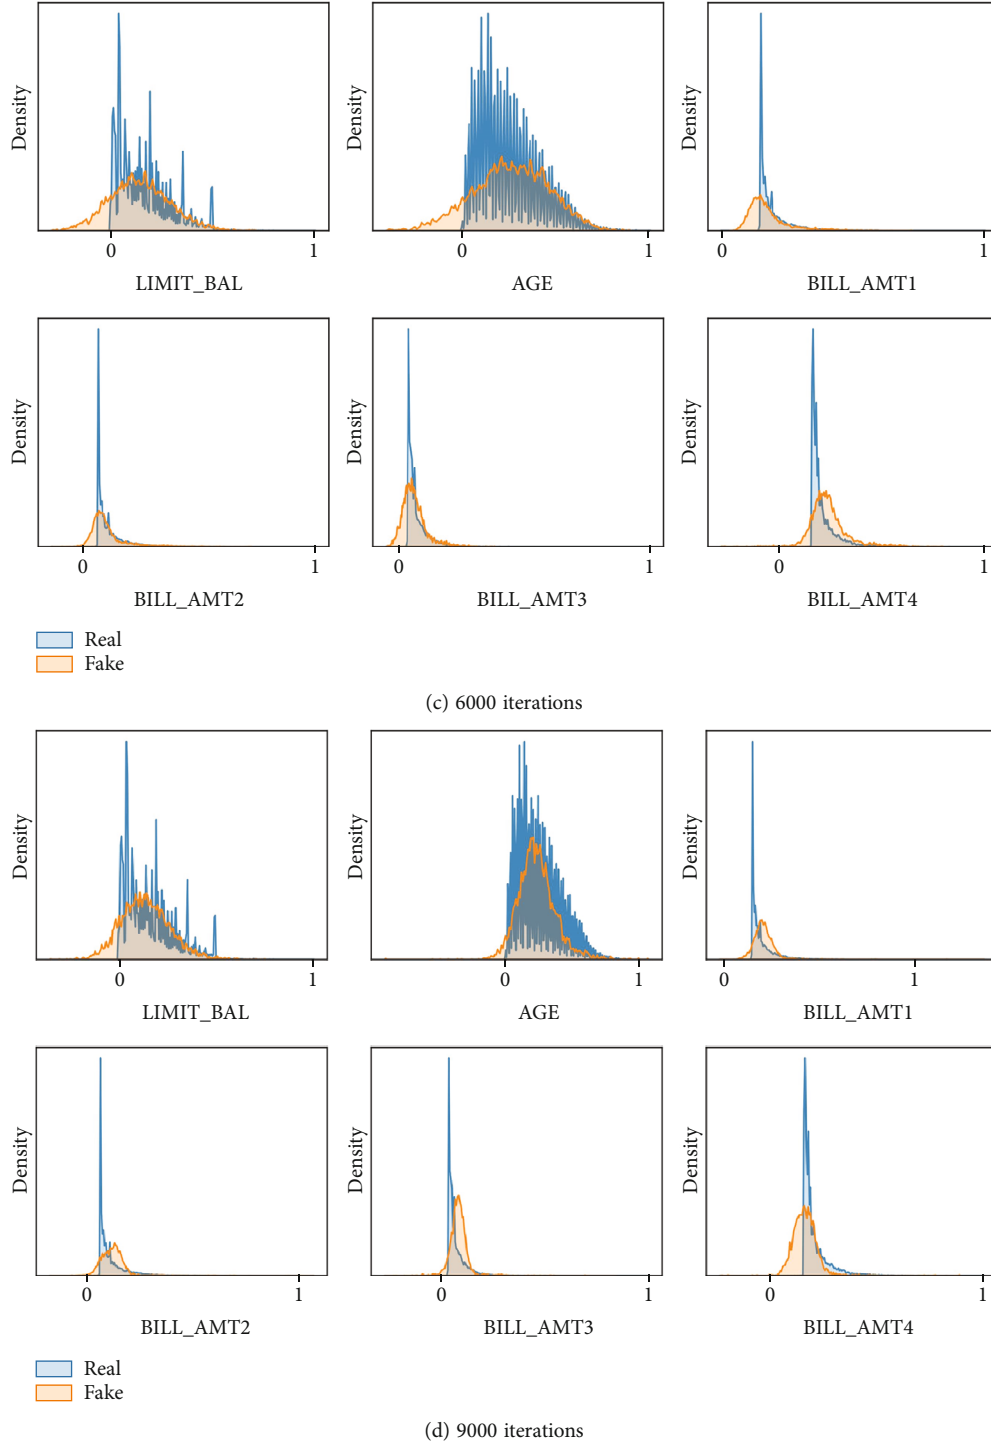 Density
Density
Density
0 1
0 1
0 1
LIMIT_BAL
AGE
BILL_AMT1
Density
Density
Density
0 1
0 1
0 1
BILL_AMT2
BILL_AMT3
BILL_AMT4
Real
Fake
(c) 6000 iterations
Density
Density
Density
0 1
0 1
0 1
LIMIT_BAL
AGE
BILL_AMT1
Density
Density
Density
0 1
0 1
0 1
BILL_AMT2
BILL_AMT3
BILL_AMT4
Real
Fake
(d) 9000 iterations